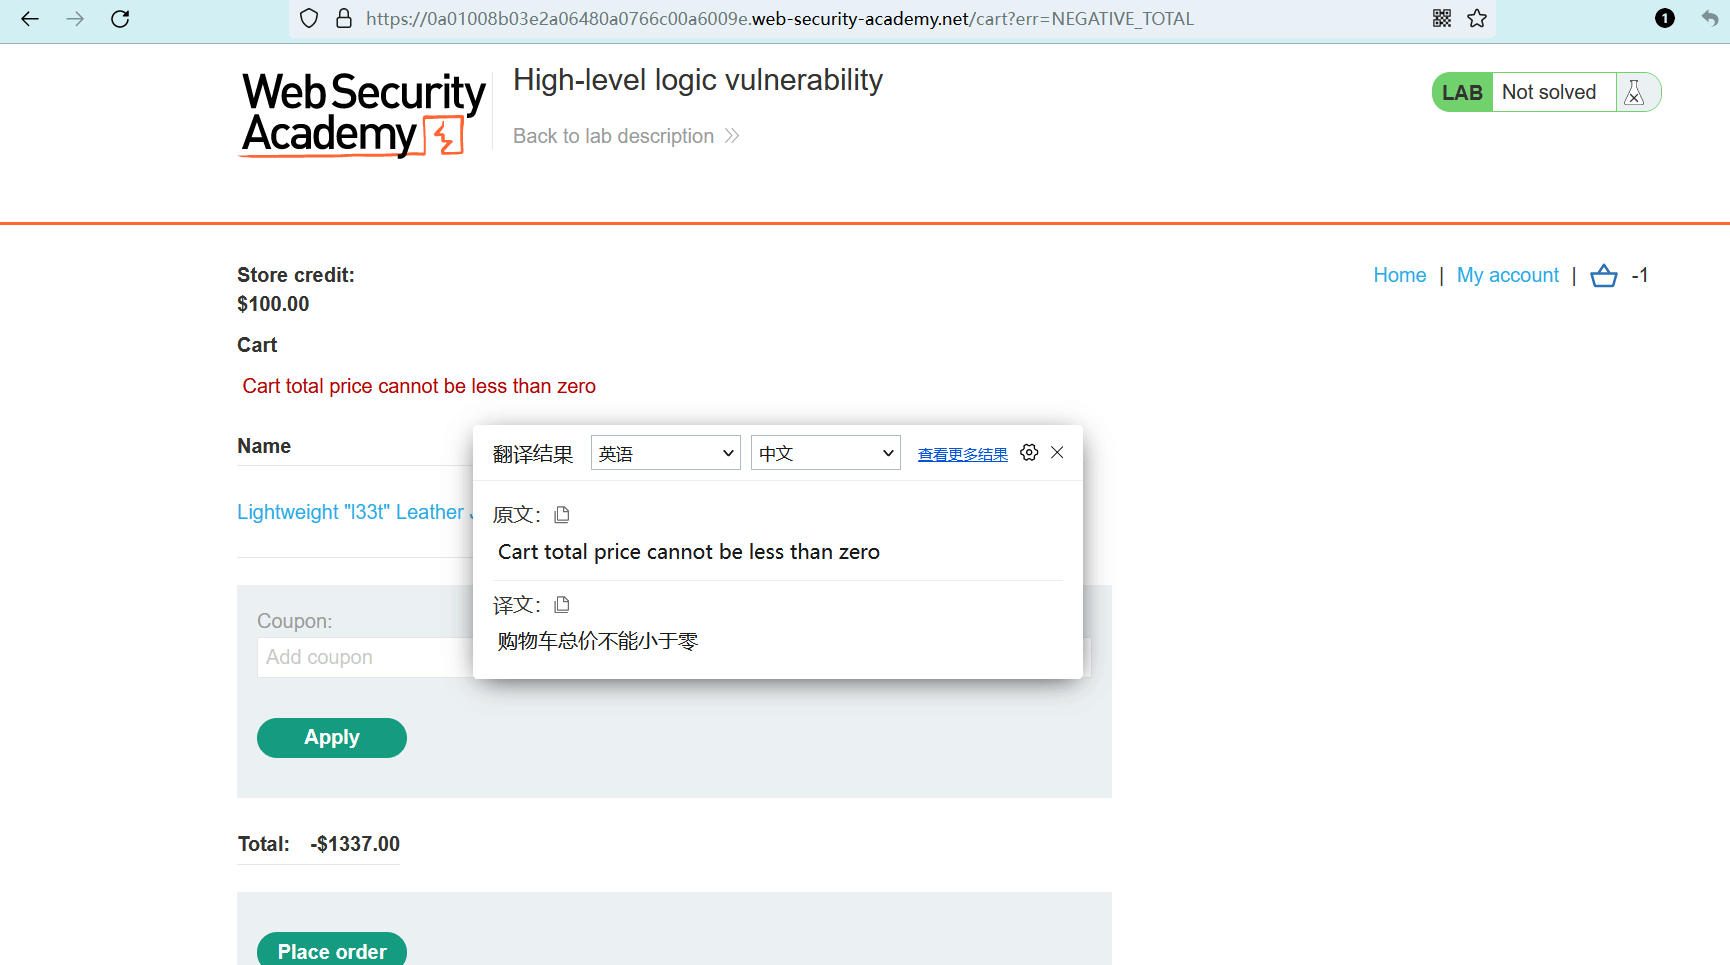 https://0a01008b03e2a06480a0766c00a6009e.web-security-academy.net/cart?err=NEGATIVE_TOTAL
1
Web Security
Academy
High-level logic vulnerability
Back to lab description
LAB Not solved
Store credit:
$100.00
Home | My account | -1
Cart
Cart total price cannot be less than zero
Name
Lightweight "l33t" Leather
翻译结果 英语 中文 查看更多结果
原文：
Cart total price cannot be less than zero
译文：
购物车总价不能小于零
Coupon:
Add coupon
Apply
Total: -$1337.00
Place order